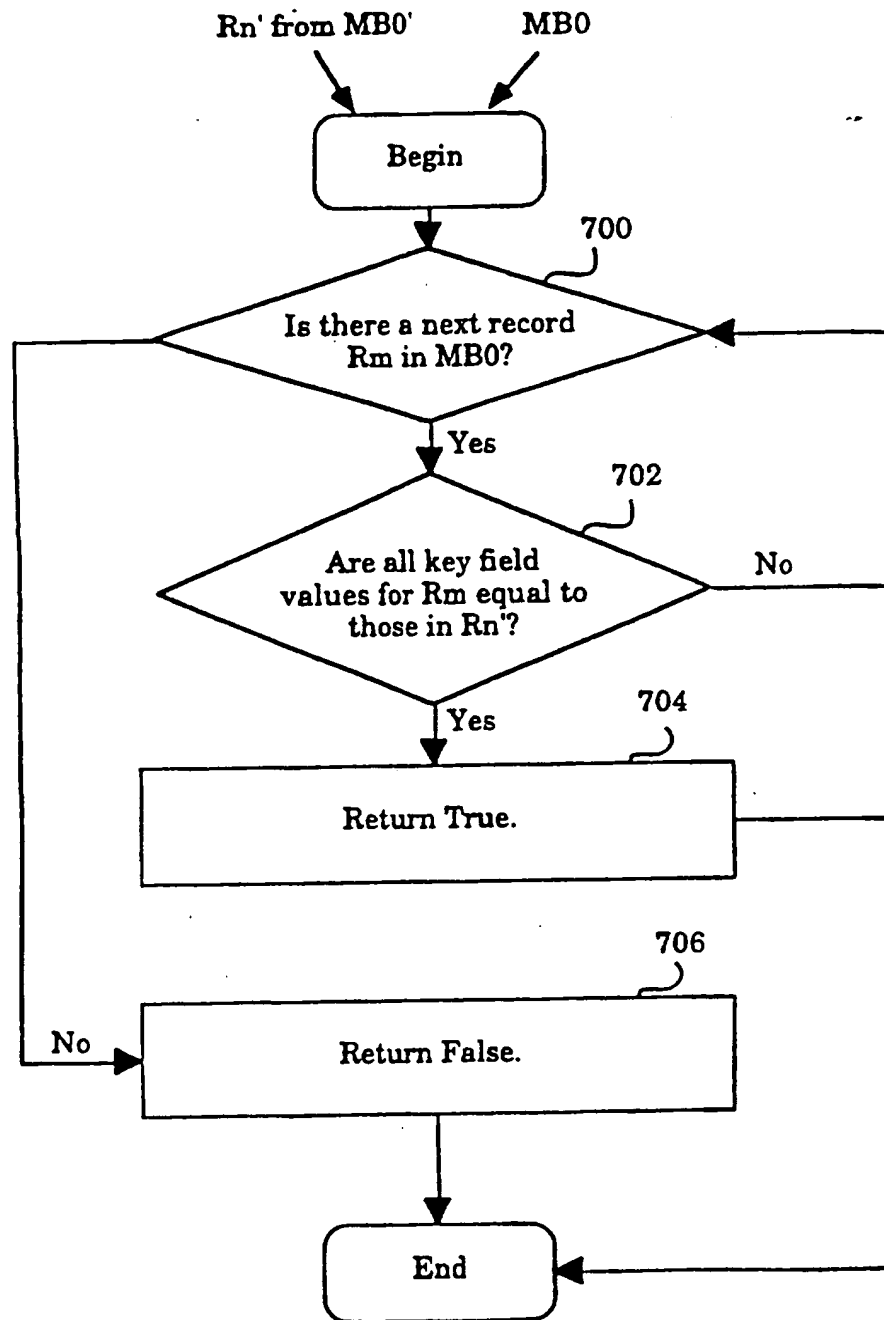 Rn' from MB0'
MB0
Begin
700
Is there a next record
Rm in MB0?
Yes
702
Are all key field
values for Rm equal to
those in Rn'?
No
Yes
704
Return True.
706
No
Return False.
End